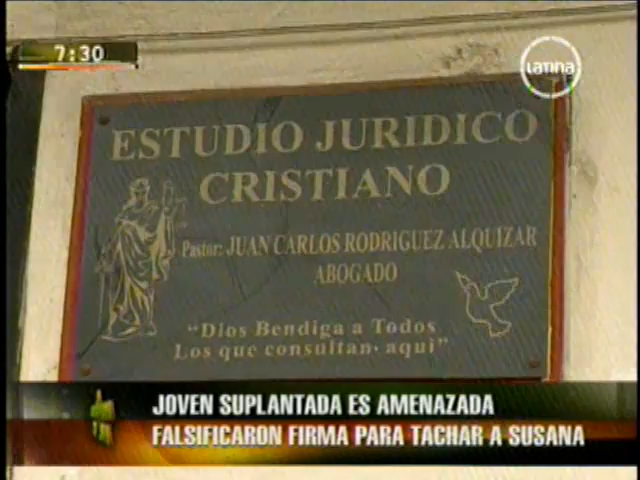 7:30
LATINA
ESTUDIO JURIDICO
CRISTIANO
Pastor: JUAN CARLOS RODRIGUEZ ALQUIZAR
ABOGADO
"Dios Bendiga a Todos
Los que consultan aqui"
JOVEN SUPLANTADA ES AMENAZADA
FALSIFICARON FIRMA PARA TACHAR A SUSANA